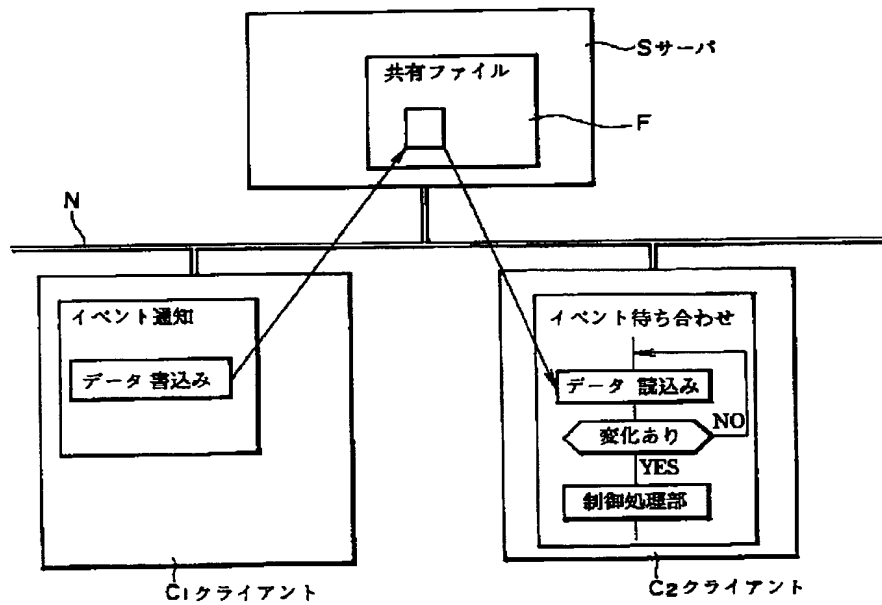 Sサーバ
共有ファイル
F
N
イベント通知
データ書込み
イベント待ち合わせ
データ 読込み
変化あり
NO
YES
制御処理部
C1クライアント
C2クライアント